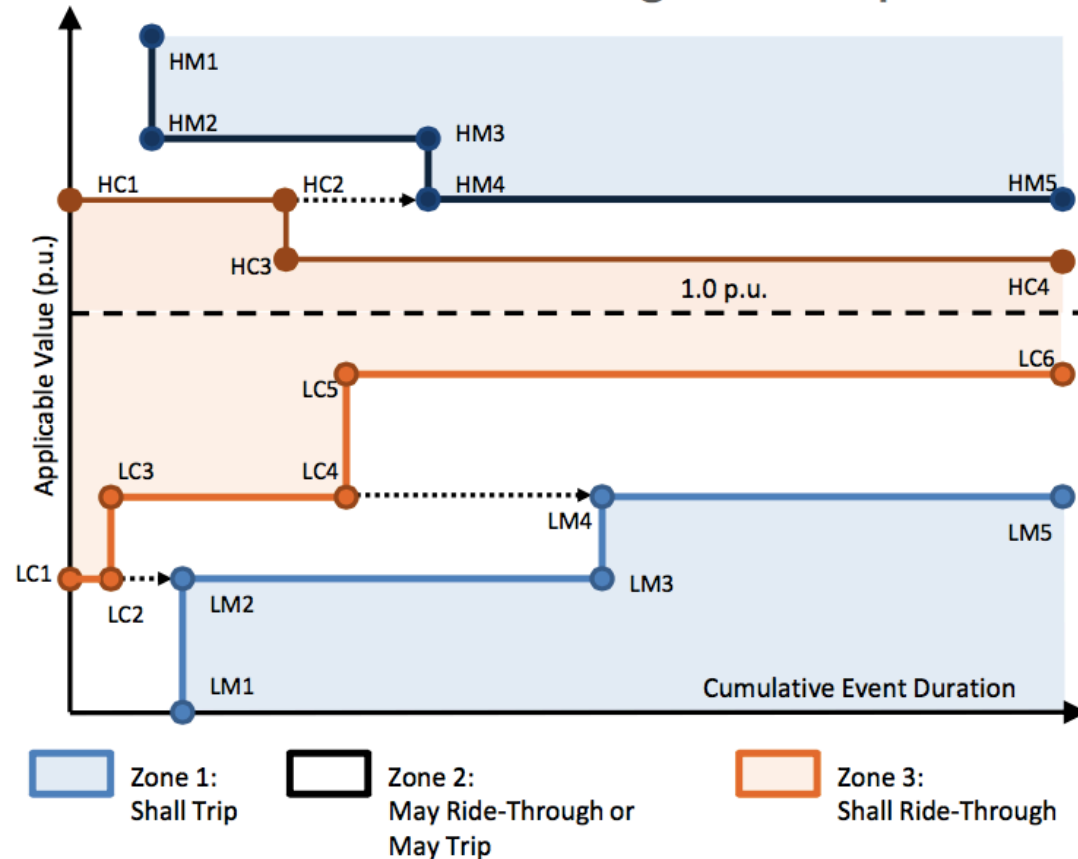 HM1
HM2
HM3
HC1
HC2
HM4
HM5
HC3
1.0 p.u.
HC4
Applicable Value (p.u.)
LC5
LC6
LC3
LC4
LM4
LM5
LC1
LC2
LM2
LM3
LM1
Cumulative Event Duration
Zone 1:
Shall Trip
Zone 2:
May Ride-Through or
May Trip
Zone 3:
Shall Ride-Through